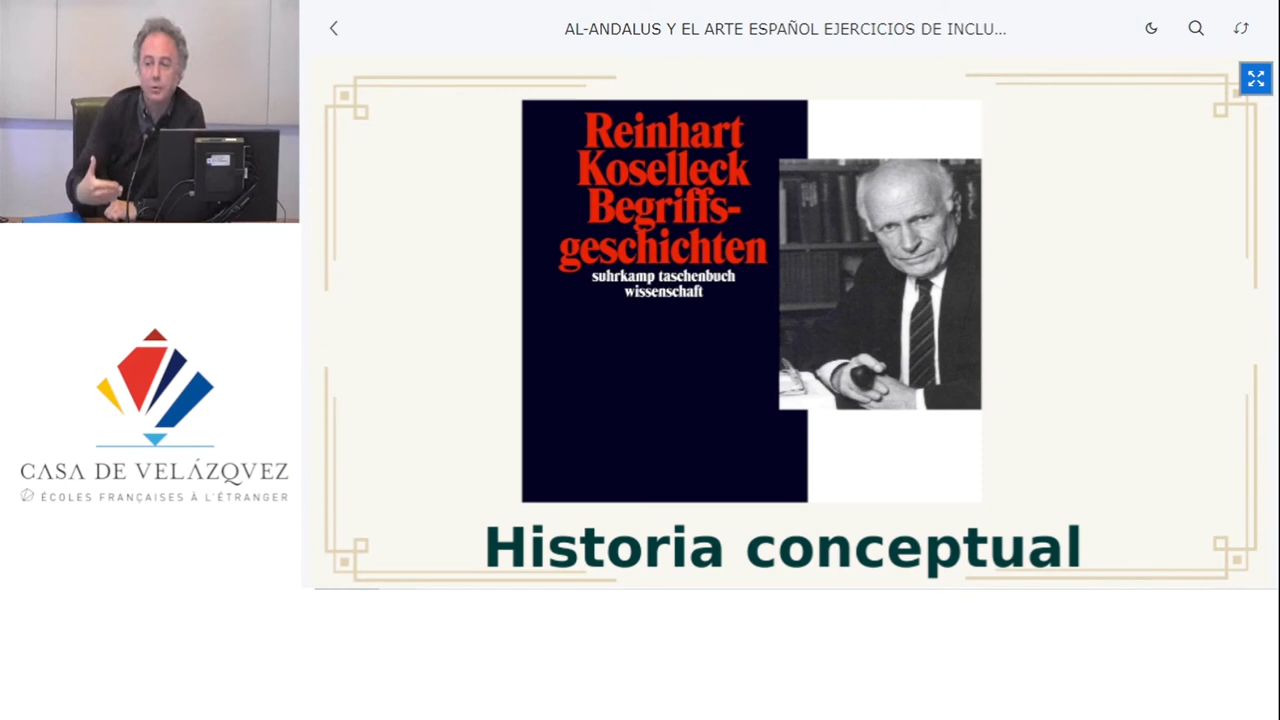 AL-ANDALUS Y EL ARTE ESPAÑOL EJERCICIOS DE INCLU...
Reinhart
Koselleck
Begriffs-
geschichten
suhrkamp taschenbuch
wissenschaft
Historia conceptual
CASA DE VELÁZQVEZ
ÉCOLES FRANÇAISES À L'ÉTRANGER